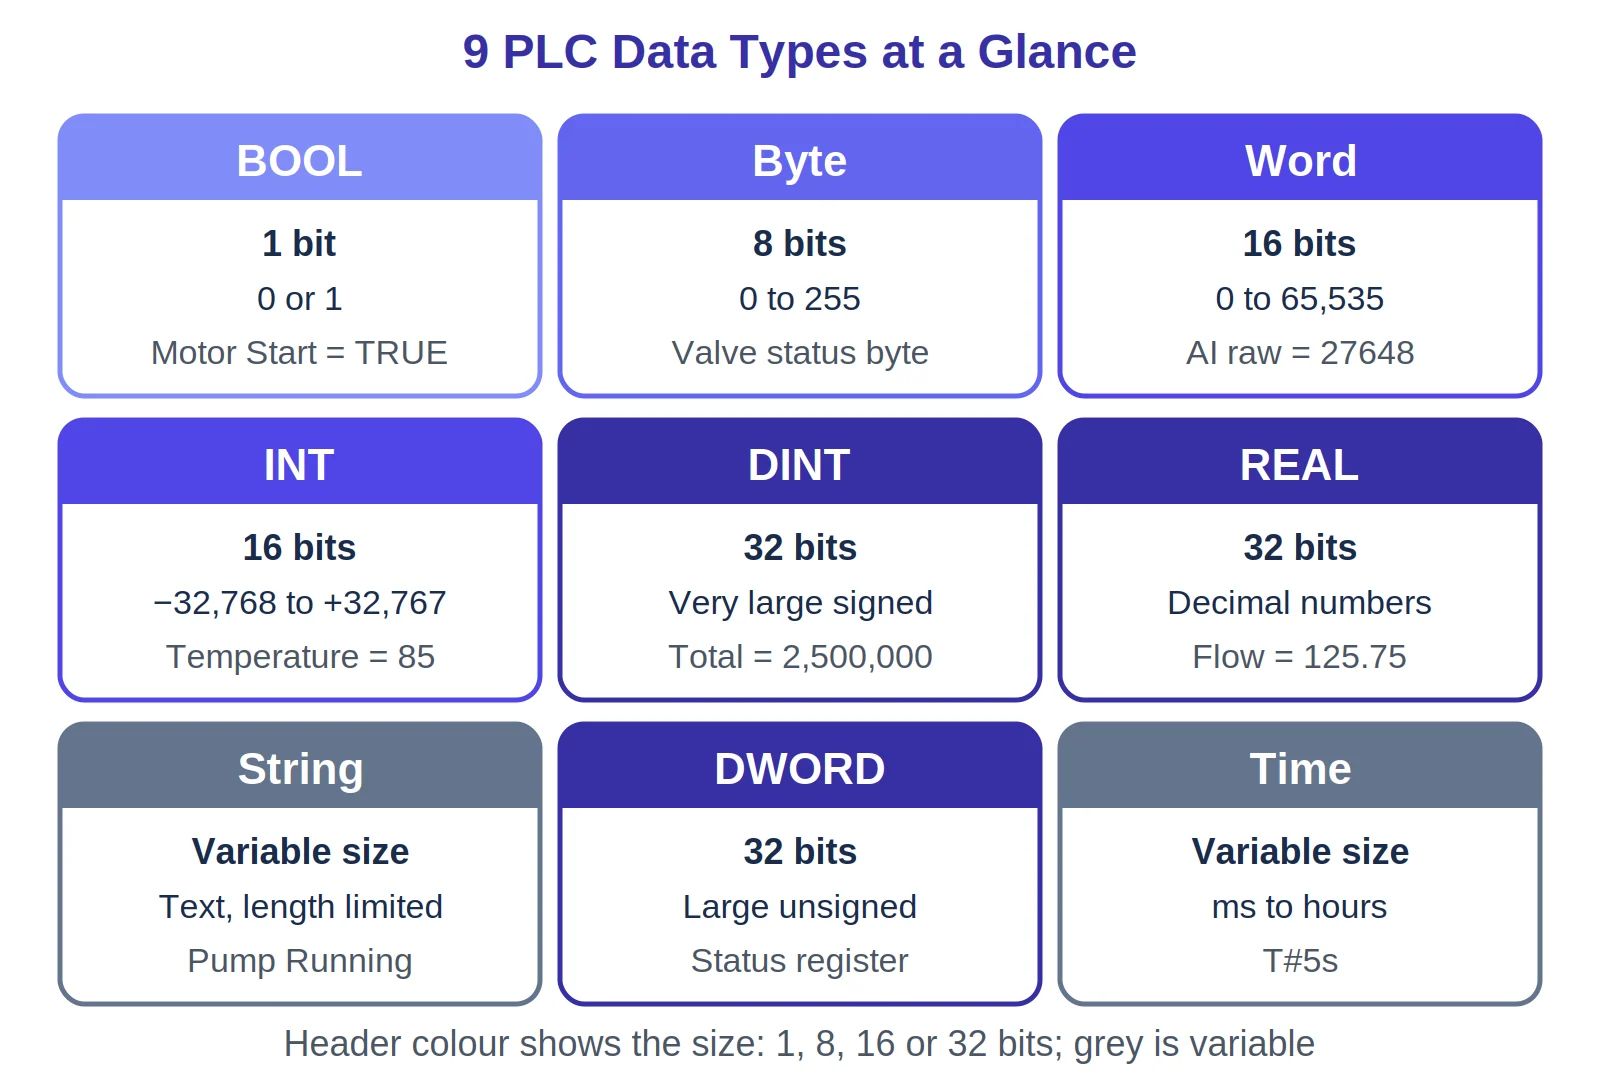 9 PLC Data Types at a Glance
BOOL
1 bit
0 or 1
Motor Start = TRUE
Byte
8 bits
0 to 255
Valve status byte
Word
16 bits
0 to 65,535
AI raw = 27648
INT
16 bits
−32,768 to +32,767
Temperature = 85
DINT
32 bits
Very large signed
Total = 2,500,000
REAL
32 bits
Decimal numbers
Flow = 125.75
String
Variable size
Text, length limited
Pump Running
DWORD
32 bits
Large unsigned
Status register
Time
Variable size
ms to hours
T#5s
Header colour shows the size: 1, 8, 16 or 32 bits; grey is variable